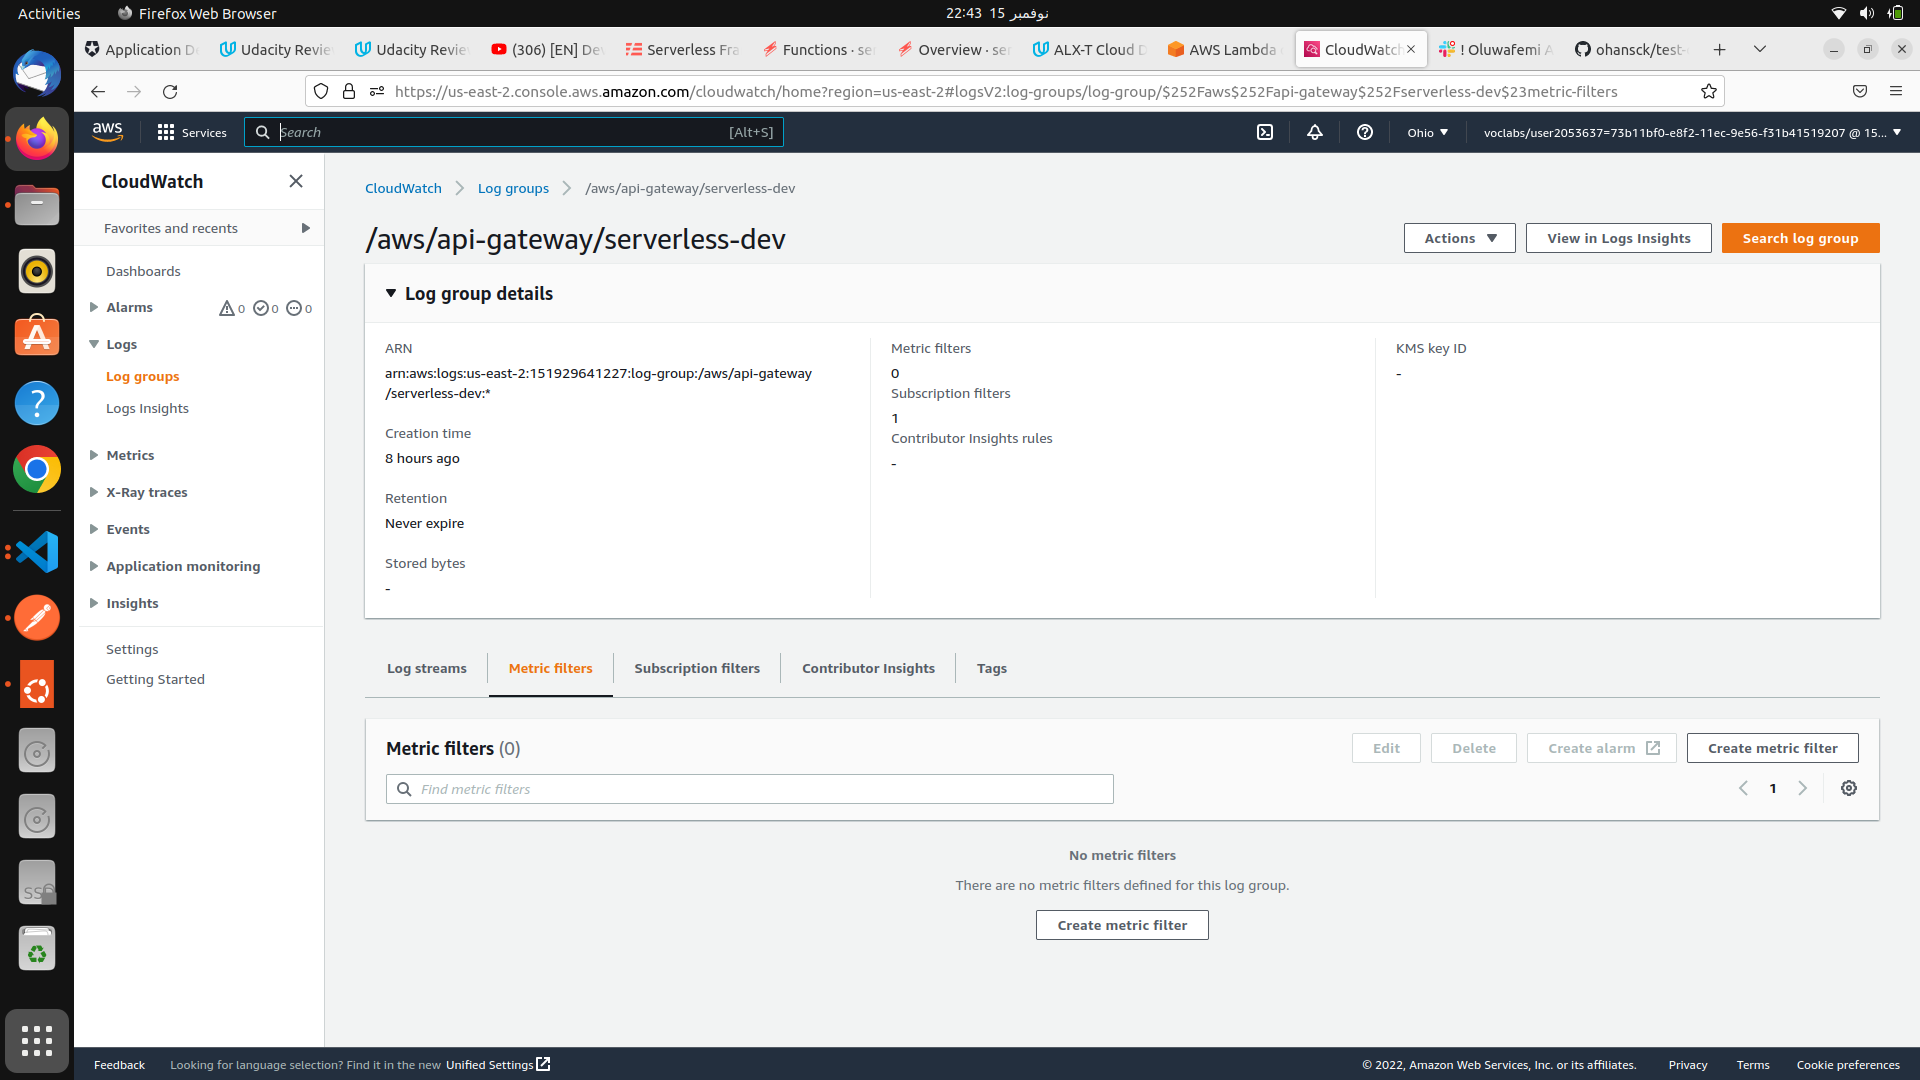 Activities
Firefox Web Browser
22:43 15 نوفمبر
Application De
Udacity Revie
Udacity Revie
(306) [EN] De
Serverless Fra
Functions · se
Overview · se
ALX-T Cloud D
AWS Lambda
CloudWatch
! Oluwafemi A
ohansck/test-
https://us-east-2.console.aws.amazon.com/cloudwatch/home?region=us-east-2#logsV2:log-groups/log-group/$252Faws$252Fapi-gateway$252Fserverless-dev$23metric-filters
aws
Services
Search
[Alt+S]
Ohio
voclabs/user2053637=73b11bf0-e8f2-11ec-9e56-f31b41519207 @ 15...
CloudWatch
Favorites and recents
Dashboards
Alarms
0
0
0
Logs
Log groups
Logs Insights
Metrics
X-Ray traces
Events
Application monitoring
Insights
Settings
Getting Started
CloudWatch
Log groups
/aws/api-gateway/serverless-dev
/aws/api-gateway/serverless-dev
Actions
View in Logs Insights
Search log group
Log group details
ARN
arn:aws:logs:us-east-2:151929641227:log-group:/aws/api-gateway
/serverless-dev:*
Creation time
8 hours ago
Retention
Never expire
Stored bytes
-
Metric filters
0
Subscription filters
1
Contributor Insights rules
-
KMS key ID
-
Log streams
Metric filters
Subscription filters
Contributor Insights
Tags
Metric filters (0)
Edit
Delete
Create alarm
Create metric filter
Find metric filters
1
No metric filters
There are no metric filters defined for this log group.
Create metric filter
SSD
Feedback
Looking for language selection? Find it in the new Unified Settings
© 2022, Amazon Web Services, Inc. or its affiliates.
Privacy
Terms
Cookie preferences